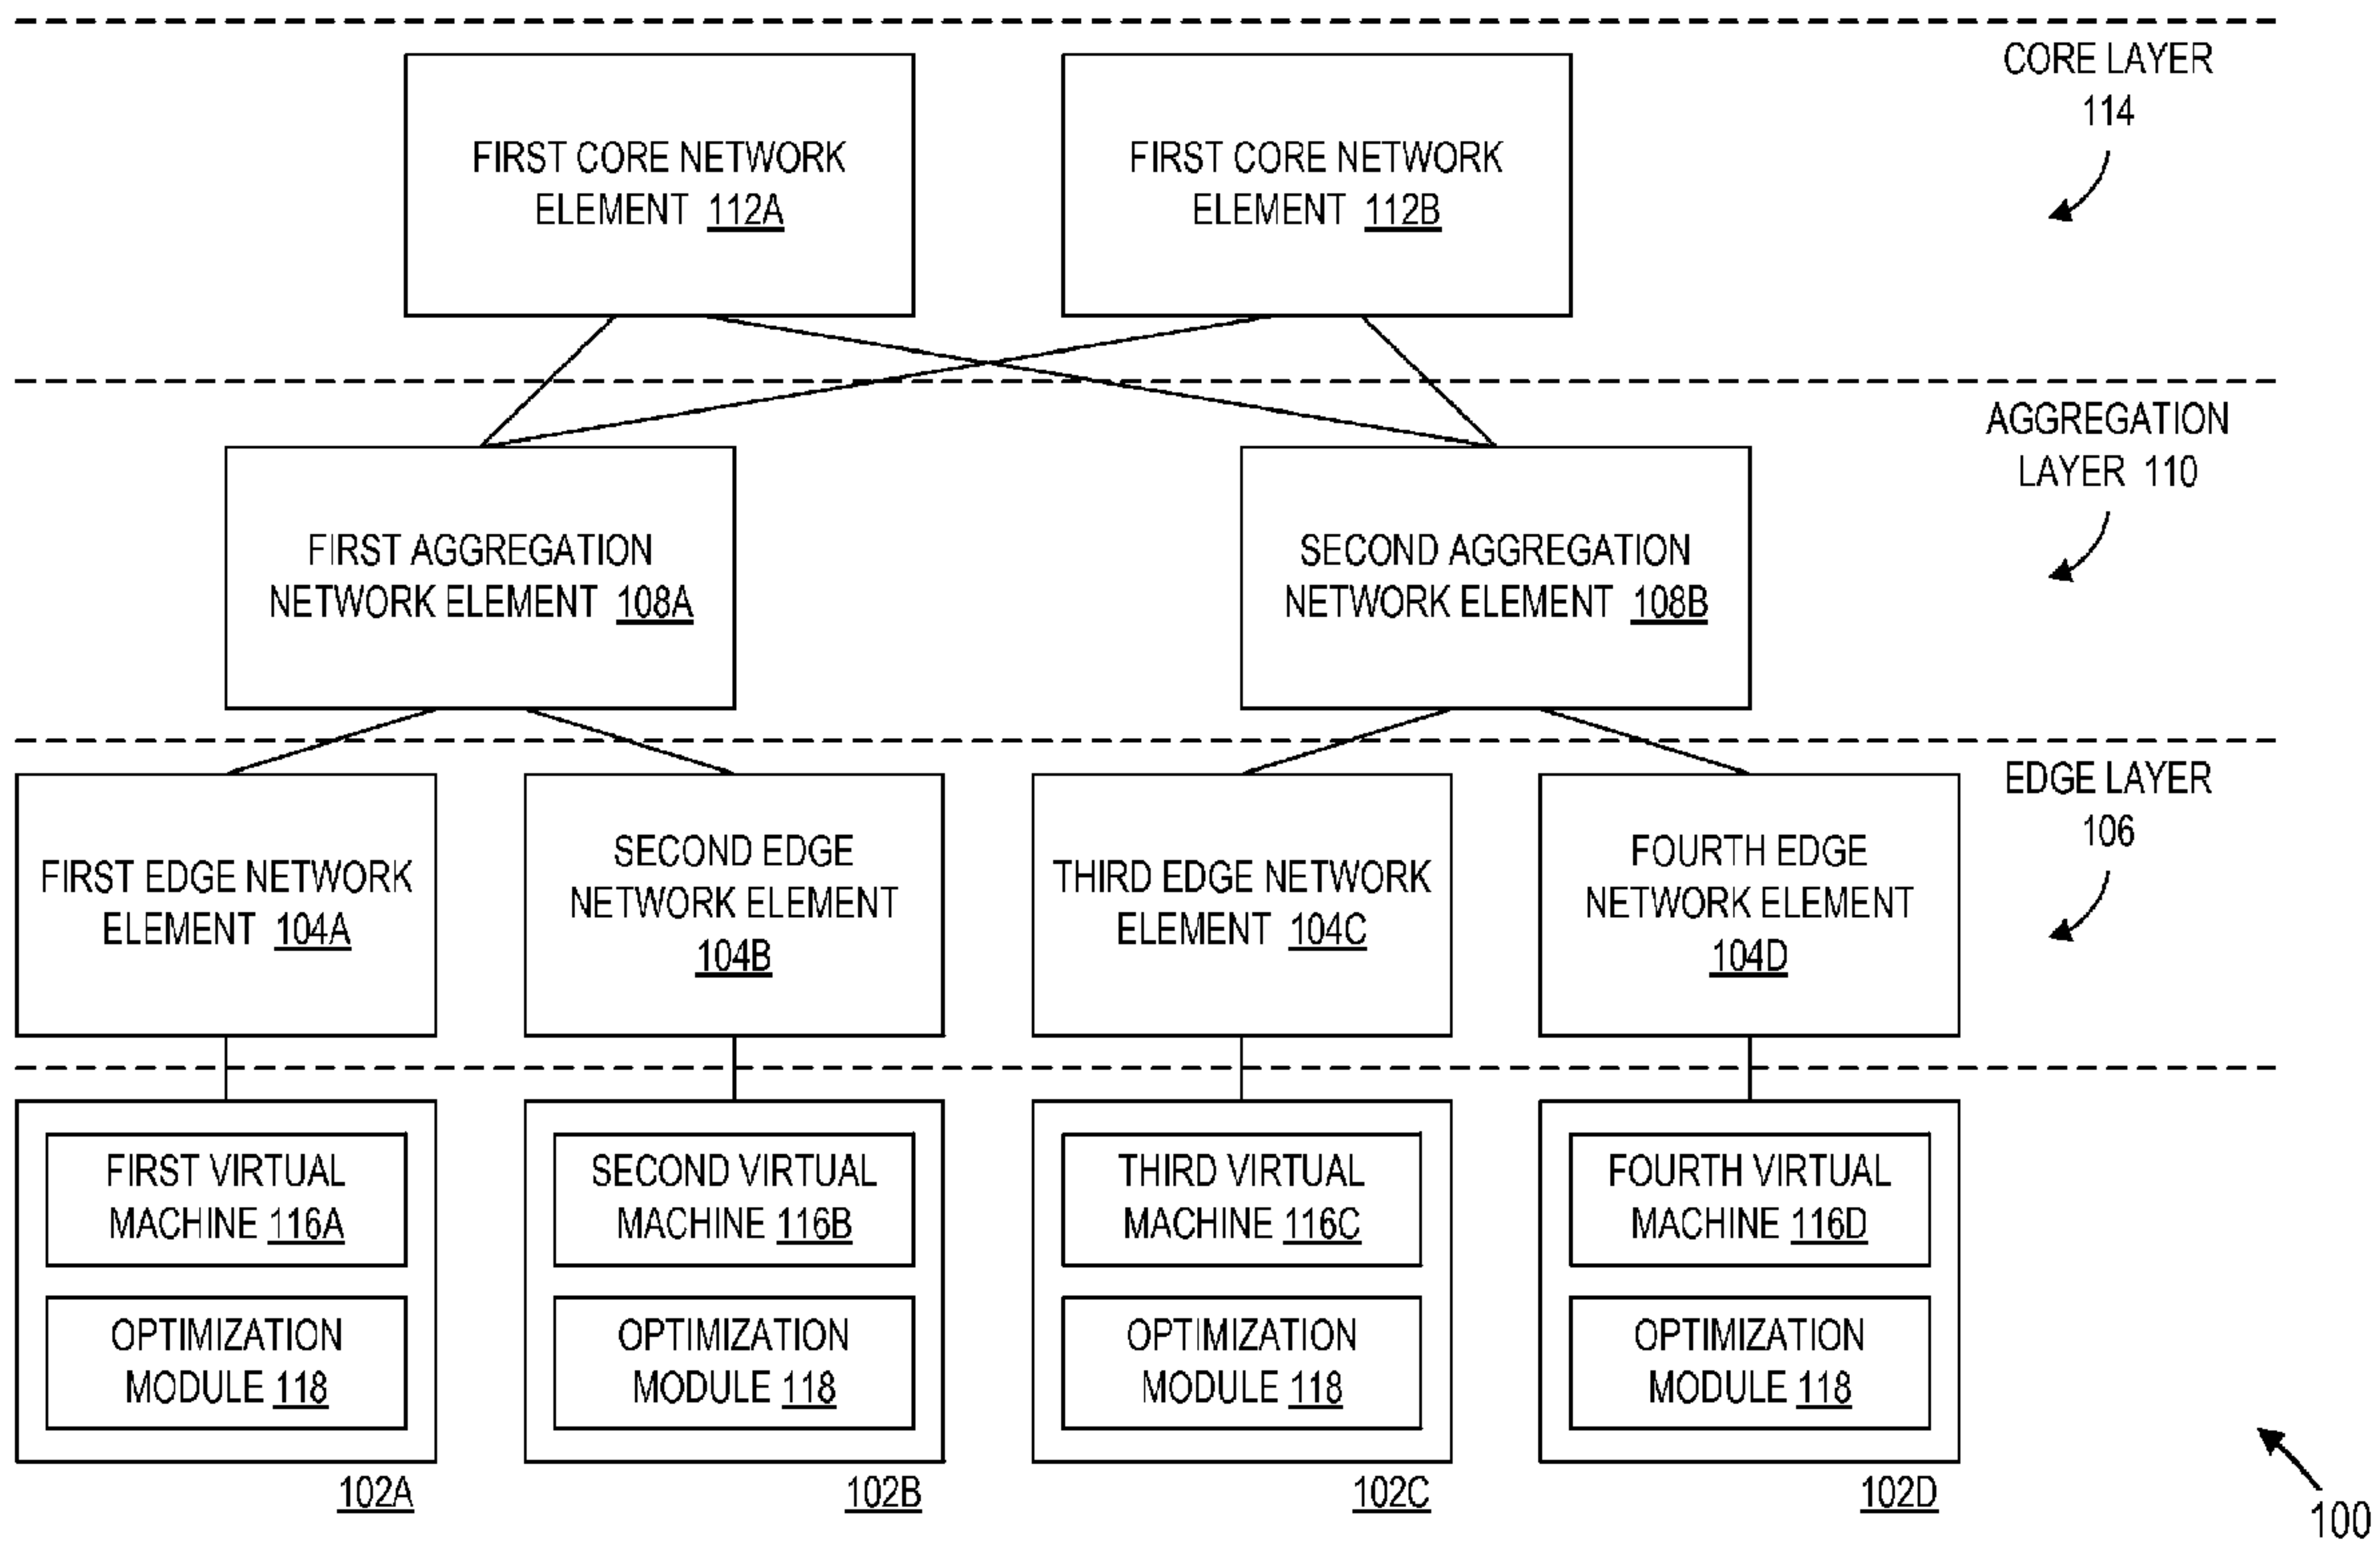 CORE LAYER
114
FIRST CORE NETWORK
ELEMENT 112A
FIRST CORE NETWORK
ELEMENT 112B
AGGREGATION
LAYER 110
FIRST AGGREGATION
NETWORK ELEMENT 108A
SECOND AGGREGATION
NETWORK ELEMENT 108B
EDGE LAYER
106
FIRST EDGE NETWORK
ELEMENT 104A
SECOND EDGE
NETWORK ELEMENT
104B
THIRD EDGE NETWORK
ELEMENT 104C
FOURTH EDGE
NETWORK ELEMENT
104D
FIRST VIRTUAL
MACHINE 116A
OPTIMIZATION
MODULE 118
102A
SECOND VIRTUAL
MACHINE 116B
OPTIMIZATION
MODULE 118
102B
THIRD VIRTUAL
MACHINE 116C
OPTIMIZATION
MODULE 118
102C
FOURTH VIRTUAL
MACHINE 116D
OPTIMIZATION
MODULE 118
102D
100